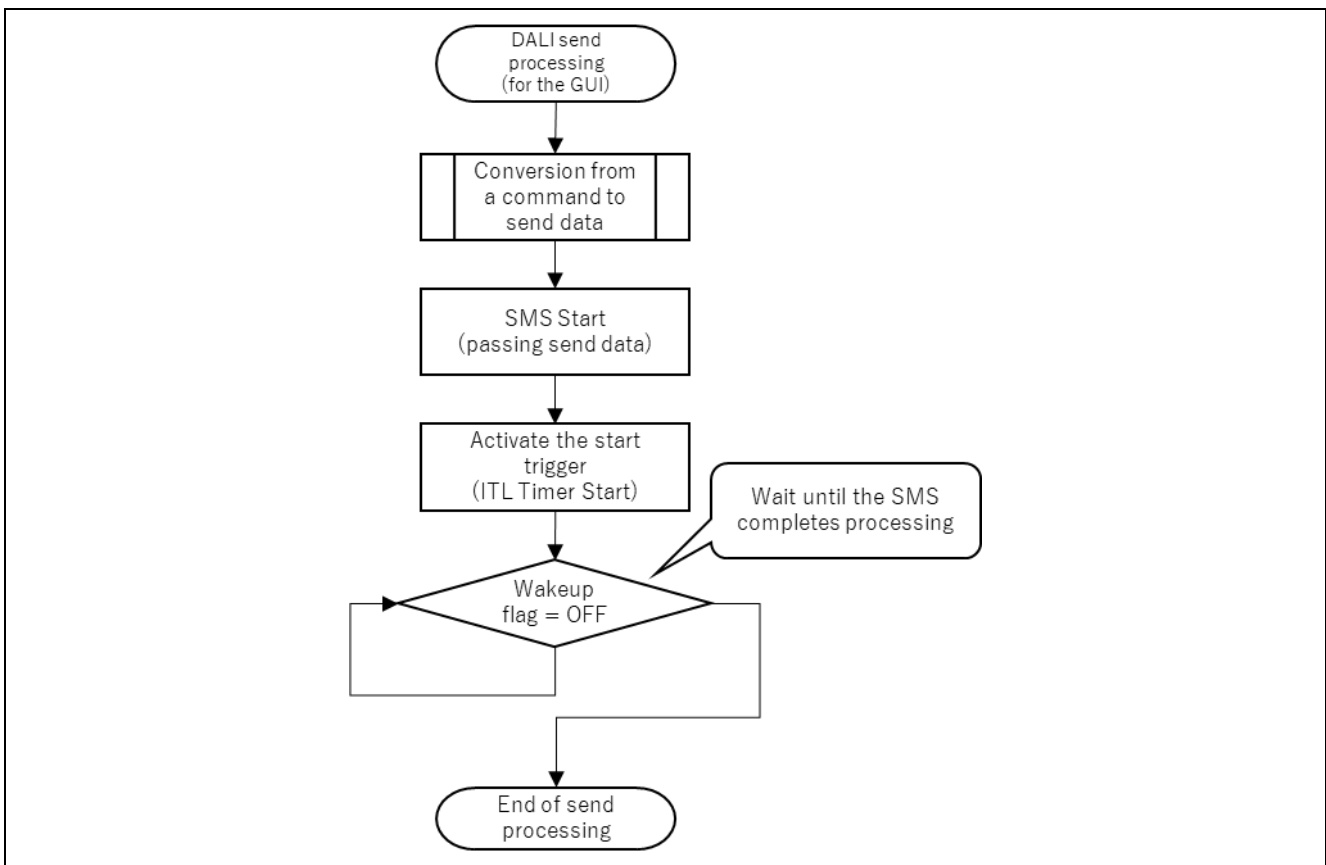 DALI send
processing
(for the GUI)
Conversion from
a command to
send data
SMS Start
(passing send data)
Activate the start
trigger
(ITL Timer Start)
Wait until the SMS
completes processing
Wakeup
flag = OFF
End of send
processing